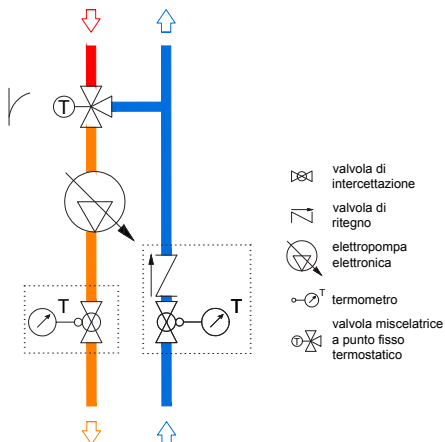 T
T
T
valvola di
intercettazione
valvola di
ritegno
elettropompa
elettronica
T
termometro
T
valvola miscelatrice
a punto fisso
termostatico